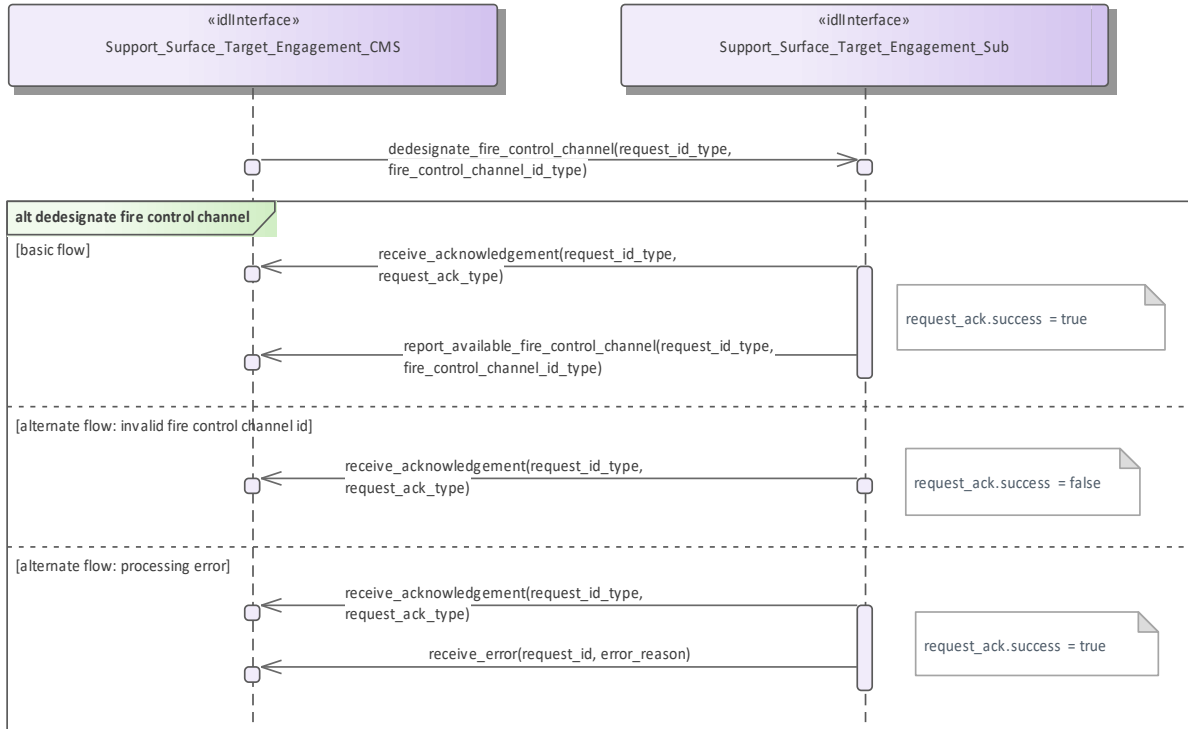 «idlInterface»
Support_Surface_Target_Engagement_CMS
«idlInterface»
Support_Surface_Target_Engagement_Sub
dedesignate_fire_control_channel(request_id_type,
fire_control_channel_id_type)
alt dedesignate fire control channel
[basic flow]
receive_acknowledgement(request_id_type,
request_ack_type)
request_ack.success = true
report_available_fire_control_channel(request_id_type,
fire_control_channel_id_type)
[alternate flow: invalid fire control channel id]
receive_acknowledgement(request_id_type,
request_ack_type)
request_ack.success = false
[alternate flow: processing error]
receive_acknowledgement(request_id_type,
request_ack_type)
request_ack.success = true
receive_error(request_id, error_reason)